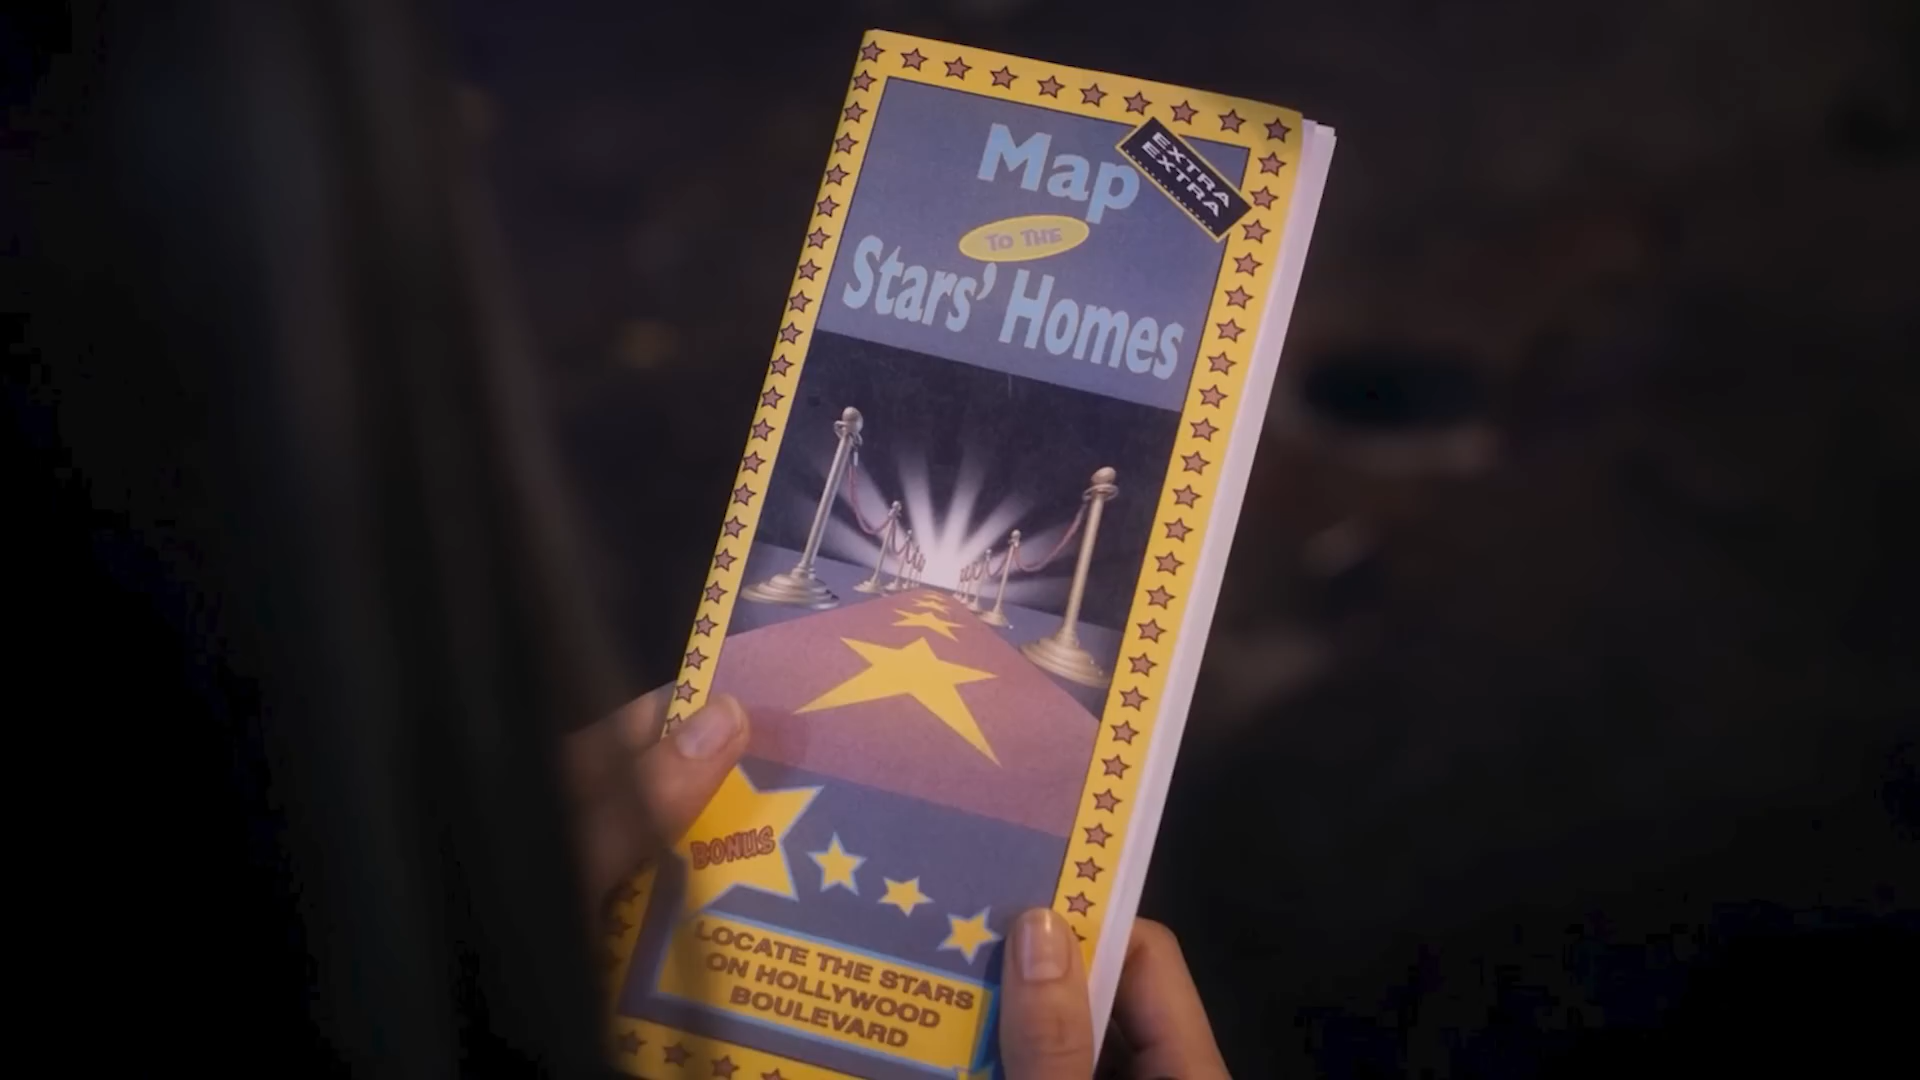 Map
EXTRA
EXTRA
TO THE
Stars' Homes
BONUS
LOCATE THE STARS
ON HOLLYWOOD
BOULEVARD